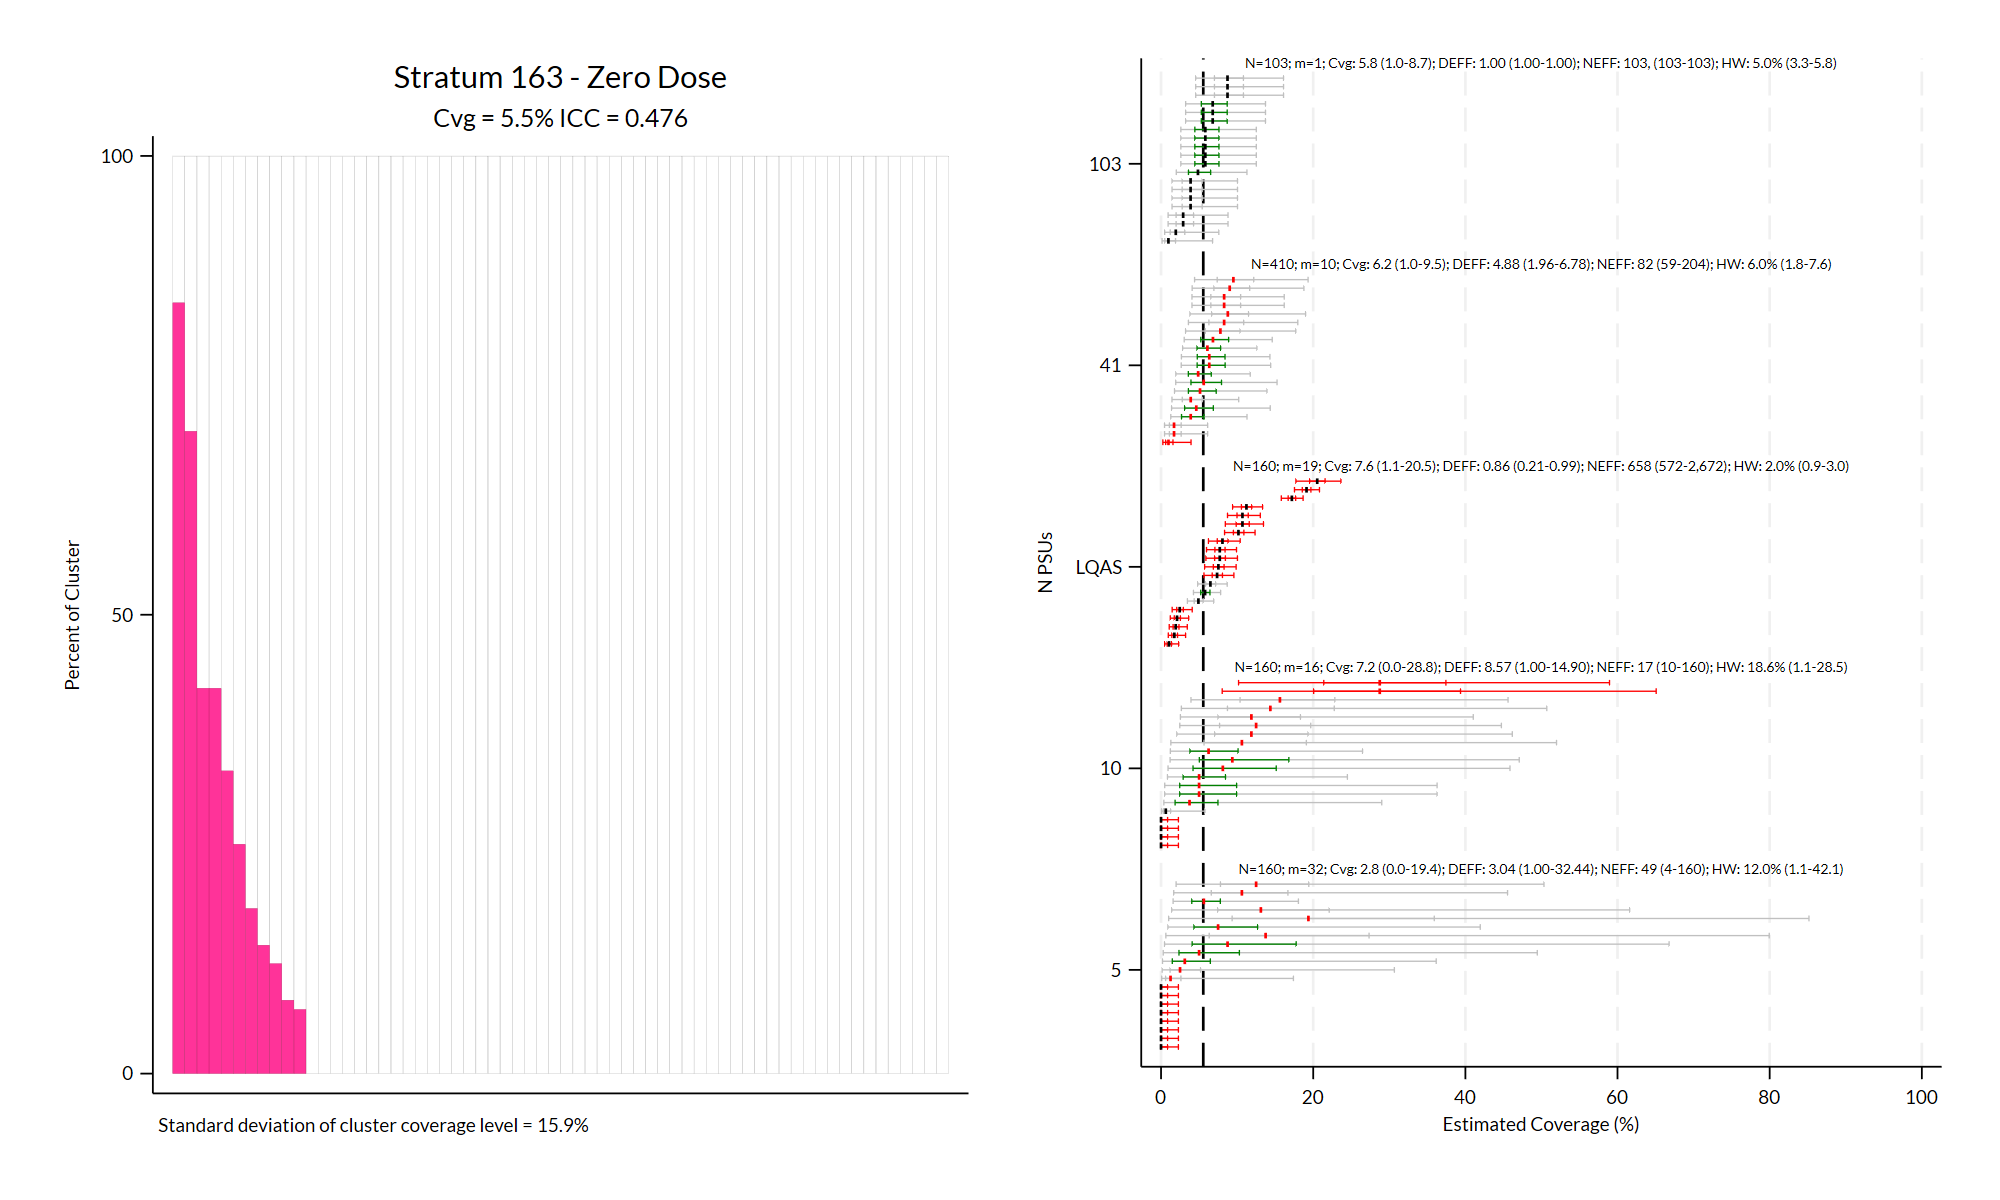 Stratum 163 - Zero Dose
Cvg = 5.5% ICC = 0.476
100
50
0
Percent of Cluster
Standard deviation of cluster coverage level = 15.9%
N=103; m=1; Cvg: 5.8 (1.0-8.7); DEFF: 1.00 (1.00-1.00); NEFF: 103, (103-103); HW: 5.0% (3.3-5.8)
103
N=410; m=10; Cvg: 6.2 (1.0-9.5); DEFF: 4.88 (1.96-6.78); NEFF: 82 (59-204); HW: 6.0% (1.8-7.6)
41
N=160; m=19; Cvg: 7.6 (1.1-20.5); DEFF: 0.86 (0.21-0.99); NEFF: 658 (572-2,672); HW: 2.0% (0.9-3.0)
LQAS
N=160; m=16; Cvg: 7.2 (0.0-28.8); DEFF: 8.57 (1.00-14.90); NEFF: 17 (10-160); HW: 18.6% (1.1-28.5)
10
N=160; m=32; Cvg: 2.8 (0.0-19.4); DEFF: 3.04 (1.00-32.44); NEFF: 49 (4-160); HW: 12.0% (1.1-42.1)
5
N PSUs
0 20 40 60 80 100
Estimated Coverage (%)